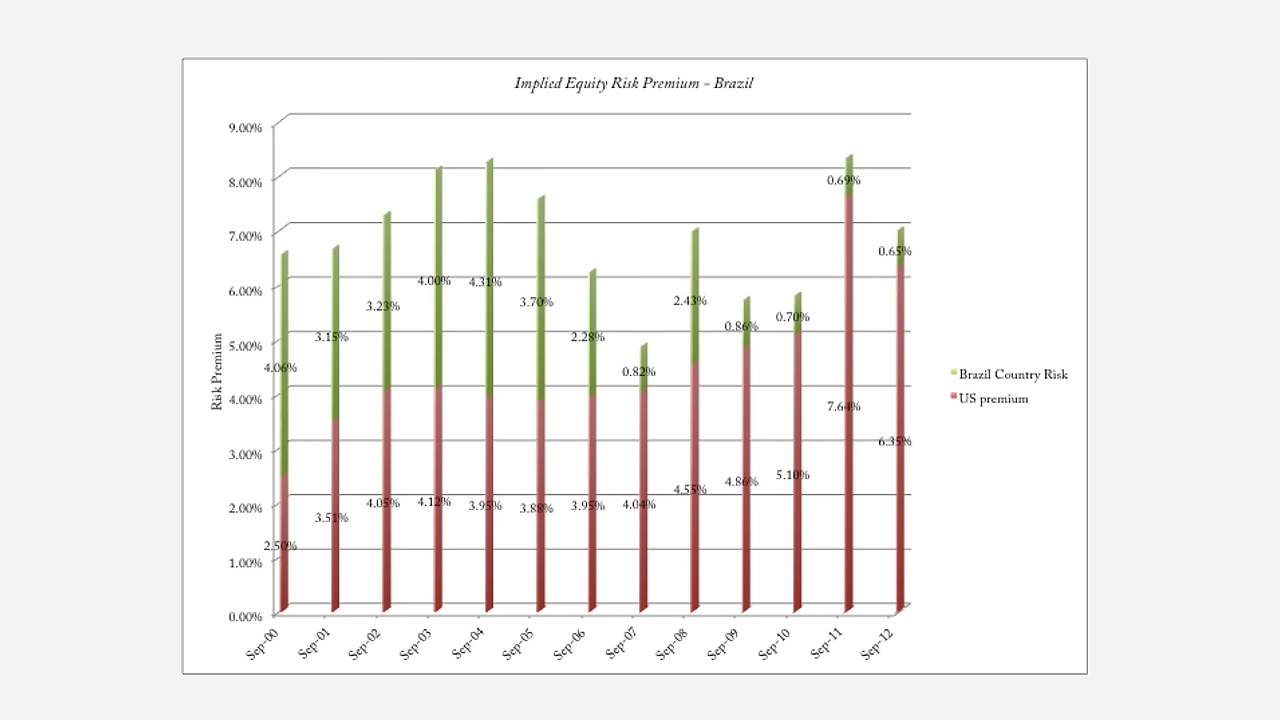 Implied Equity Risk Premium - Brazil
9.00%
8.00%
7.00%
6.00%
5.00%
4.00%
3.00%
2.00%
1.00%
0.00%
Risk Premium
4.06%
3.15%
3.23%
4.00%
4.31%
3.70%
2.28%
0.82%
2.43%
0.86%
0.70%
0.69%
0.65%
2.50%
3.51%
4.05%
4.12%
3.95%
3.88%
3.95%
4.04%
4.55%
4.86%
5.10%
7.64%
6.35%
Sep-00
Sep-01
Sep-02
Sep-03
Sep-04
Sep-05
Sep-06
Sep-07
Sep-08
Sep-09
Sep-10
Sep-11
Sep-12
Brazil Country Risk
US premium